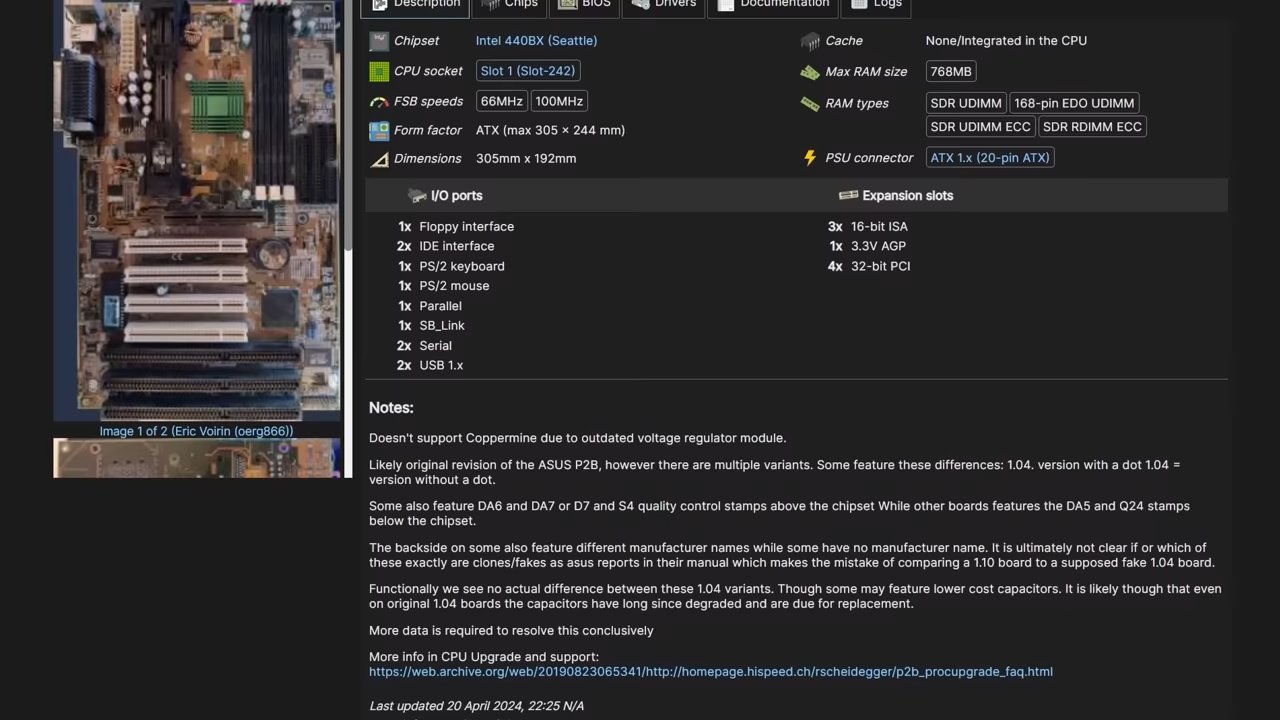 Description
Chips
BIOS
Drivers
Documentation
Logs
Chipset Intel 440BX (Seattle)
CPU socket Slot 1 (Slot-242)
FSB speeds 66MHz 100MHz
Form factor ATX (max 305 × 244 mm)
Dimensions 305mm x 192mm
Cache None/Integrated in the CPU
Max RAM size 768MB
RAM types SDR UDIMM 168-pin EDO UDIMM
SDR UDIMM ECC SDR RDIMM ECC
PSU connector ATX 1.x (20-pin ATX)
I/O ports
1x Floppy interface
2x IDE interface
1x PS/2 keyboard
1x PS/2 mouse
1x Parallel
1x SB_Link
2x Serial
2x USB 1.x
Expansion slots
3x 16-bit ISA
1x 3.3V AGP
4x 32-bit PCI
Image 1 of 2 (Eric Voirin (oerg866))
Notes:
Doesn't support Coppermine due to outdated voltage regulator module.
Likely original revision of the ASUS P2B, however there are multiple variants. Some feature these differences: 1.04. version with a dot 1.04 =
version without a dot.
Some also feature DA6 and DA7 or D7 and S4 quality control stamps above the chipset While other boards features the DA5 and Q24 stamps
below the chipset.
The backside on some also feature different manufacturer names while some have no manufacturer name. It is ultimately not clear if or which of
these exactly are clones/fakes as asus reports in their manual which makes the mistake of comparing a 1.10 board to a supposed fake 1.04 board.
Functionally we see no actual difference between these 1.04 variants. Though some may feature lower cost capacitors. It is likely though that even
on original 1.04 boards the capacitors have long since degraded and are due for replacement.
More data is required to resolve this conclusively
More info in CPU Upgrade and support:
https://web.archive.org/web/20190823065341/http://homepage.hispeed.ch/rscheidegger/p2b_procupgrade_faq.html
Last updated 20 April 2024, 22:25 N/A